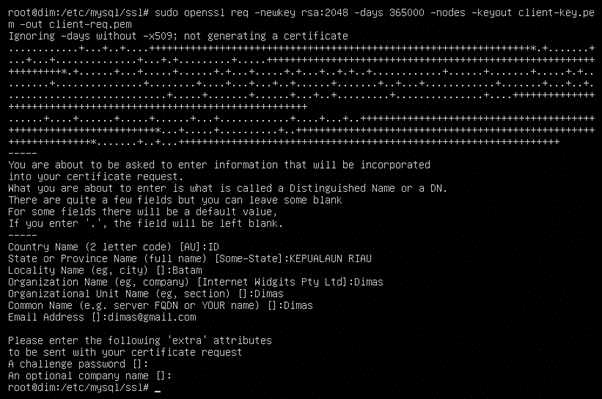 root@dim:/etc/mysql/ssl# sudo openssl req -newkey rsa:2048 -days 365000 -nodes -keyout client-key.pe
m -out client-req.pem
Ignoring -days without -x509; not generating a certificate
-----
You are about to be asked to enter information that will be incorporated
into your certificate request.
What you are about to enter is what is called a Distinguished Name or a DN.
There are quite a few fields but you can leave some blank
For some fields there will be a default value,
If you enter '.', the field will be left blank.
-----
Country Name (2 letter code) [AU]:ID
State or Province Name (full name) [Some-State]:KEPUALAUN RIAU
Locality Name (eg, city) []:Batam
Organization Name (eg, company) [Internet Widgits Pty Ltd]:Dimas
Organizational Unit Name (eg, section) []:Dimas
Common Name (e.g. server FQDN or YOUR name) []:Dimas
Email Address []:dimas@gmail.com
Please enter the following 'extra' attributes
to be sent with your certificate request
A challenge password []:
An optional company name []:
root@dim:/etc/mysql/ssl# _